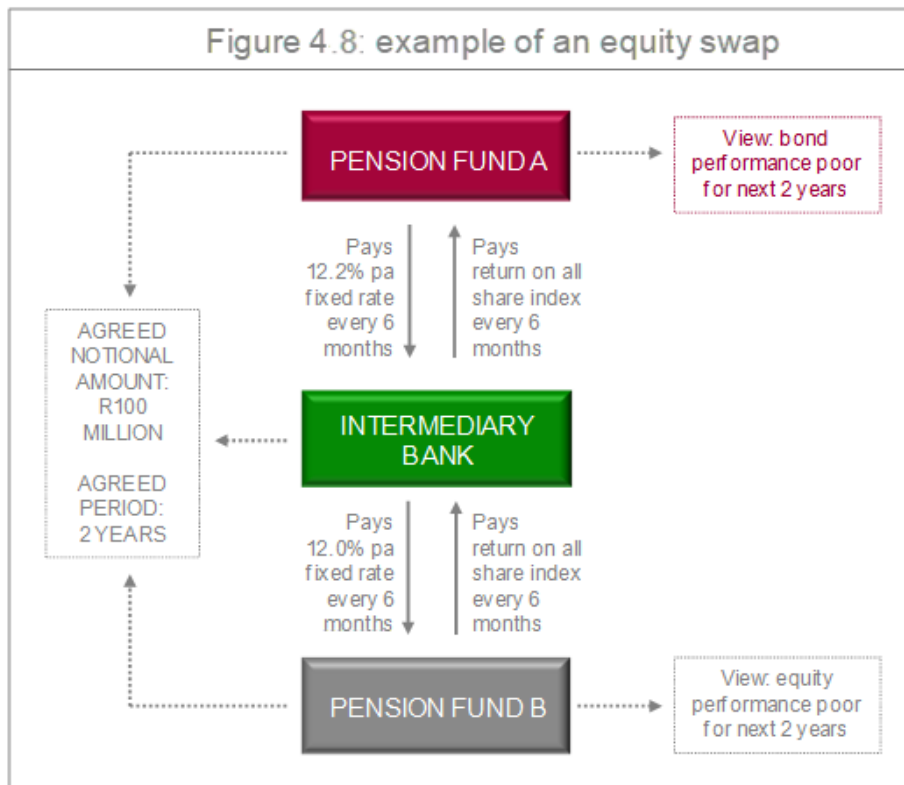 Figure 4.8: example of an equity swap
PENSION FUND A
View: bond
performance poor
for next 2 years
Pays
12.2% pa
fixed rate
every 6
months
Pays
return on all
share index
every 6
months
AGREED
NOTIONAL
AMOUNT:
R100
MILLION
AGREED
PERIOD:
2 YEARS
INTERMEDIARY
BANK
Pays
12.0% pa
fixed rate
every 6
months
Pays
return on all
share index
every 6
months
PENSION FUND B
View: equity
performance poor
for next 2 years